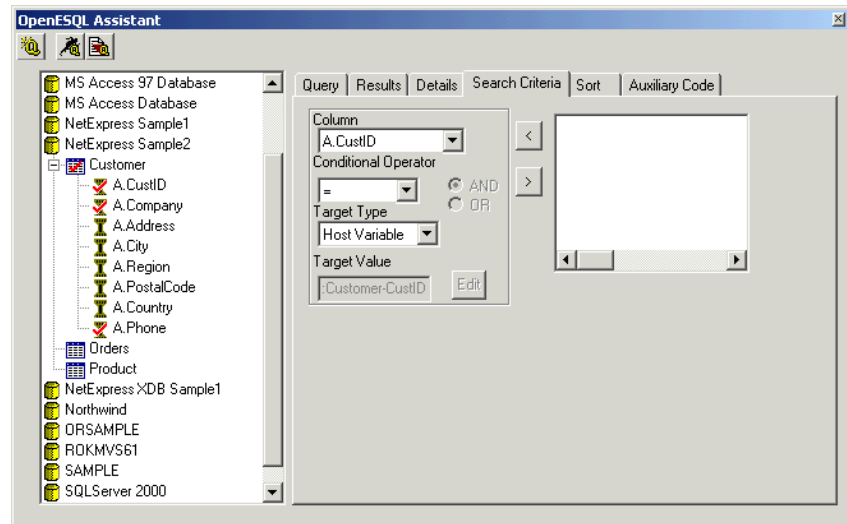 OpenESQL Assistant
MS Access 97 Database
MS Access Database
NetExpress Sample1
NetExpress Sample2
Customer
A.CustID
A.Company
A.Address
A.City
A.Region
A.PostalCode
A.Country
A.Phone
Orders
Product
NetExpress XDB Sample1
Northwind
ORSAMPLE
ROKMVS61
SAMPLE
SQLServer 2000
Query Results Details Search Criteria Sort Auxiliary Code
Column
A.CustID
<
Conditional Operator
= AND >
OR
Target Type
Host Variable
Target Value
:Customer-CustID Edit